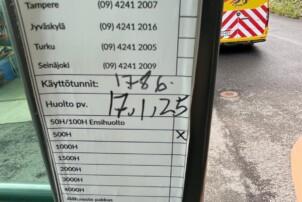 Tampere (09) 4241 2007
Jyväskylä (09) 4241 2016
Turku (09) 4241 2005
Seinäjoki (09) 4241 2009
Käyttötunnit: 1786.
Huolto pv. 17.1.25
50H/100H Ensihuolto
500H X
1000H
1500H
2000H
3000H
4000H